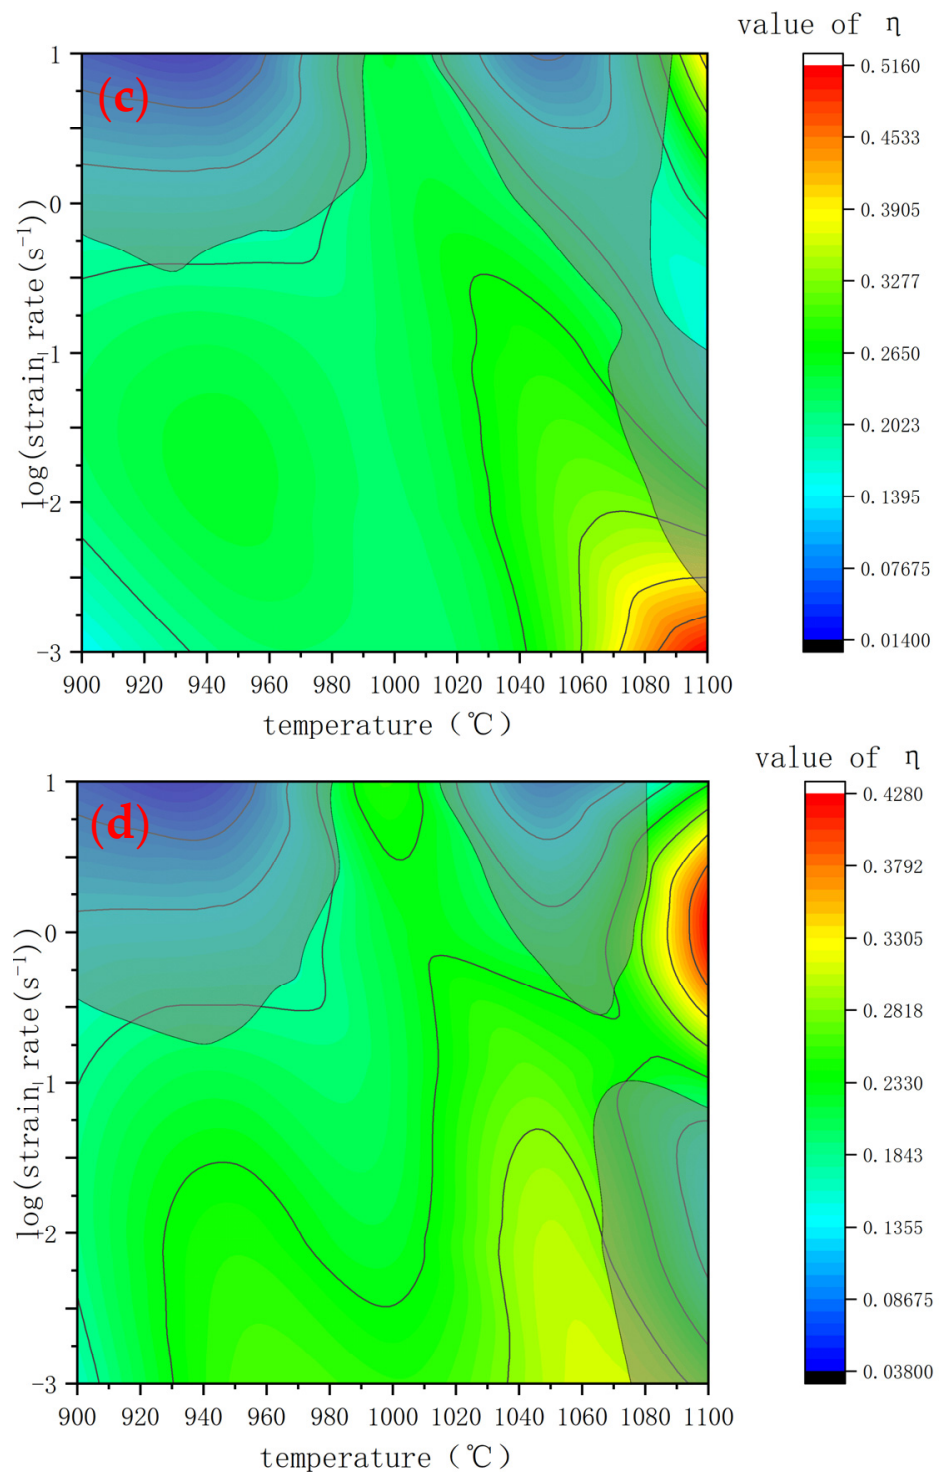 value of η
(c)
1
0
−1
−2
−3
log(strain rate(s⁻¹))
900 920 940 960 980 1000 1020 1040 1060 1080 1100
temperature (℃)
0.5160
0.4533
0.3905
0.3277
0.2650
0.2023
0.1395
0.07675
0.01400
value of η
(d)
1
0
−1
−2
−3
log(strain rate(s⁻¹))
900 920 940 960 980 1000 1020 1040 1060 1080 1100
temperature (℃)
0.4280
0.3792
0.3305
0.2818
0.2330
0.1843
0.1355
0.08675
0.03800